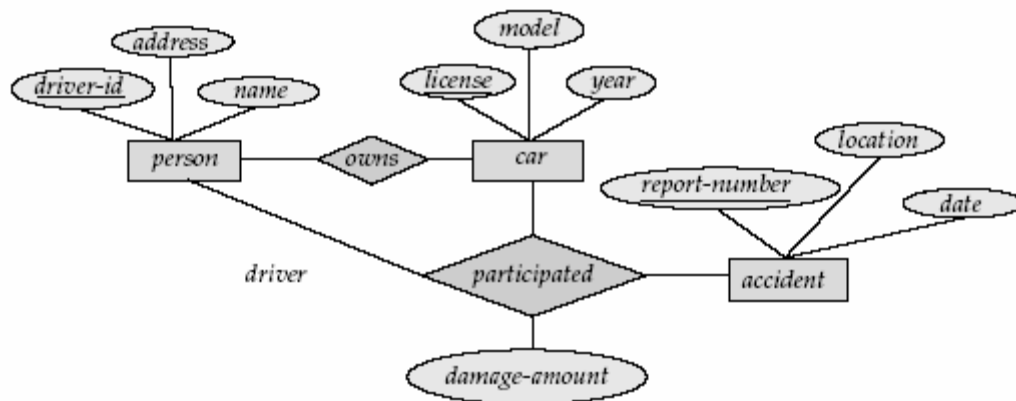 model
address
driver-id
name
license
year
person
owns
car
location
report-number
date
driver
participated
accident
damage-amount